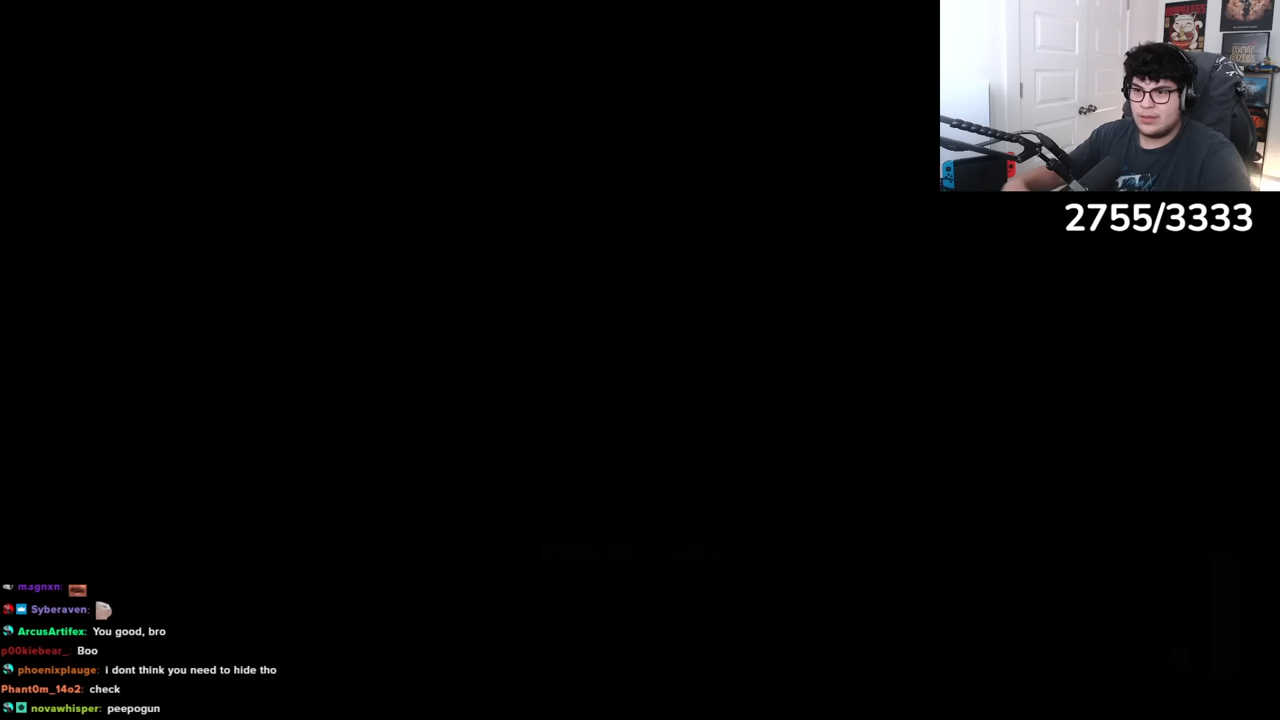 2755/3333
m3gnxn:
Syberaven:
ArcusArtifex: You good, bro
p00kiebear_: Boo
phoenixplauge: i dont think you need to hide tho
Phant0m_14o2: check
novawhisper: peepogun